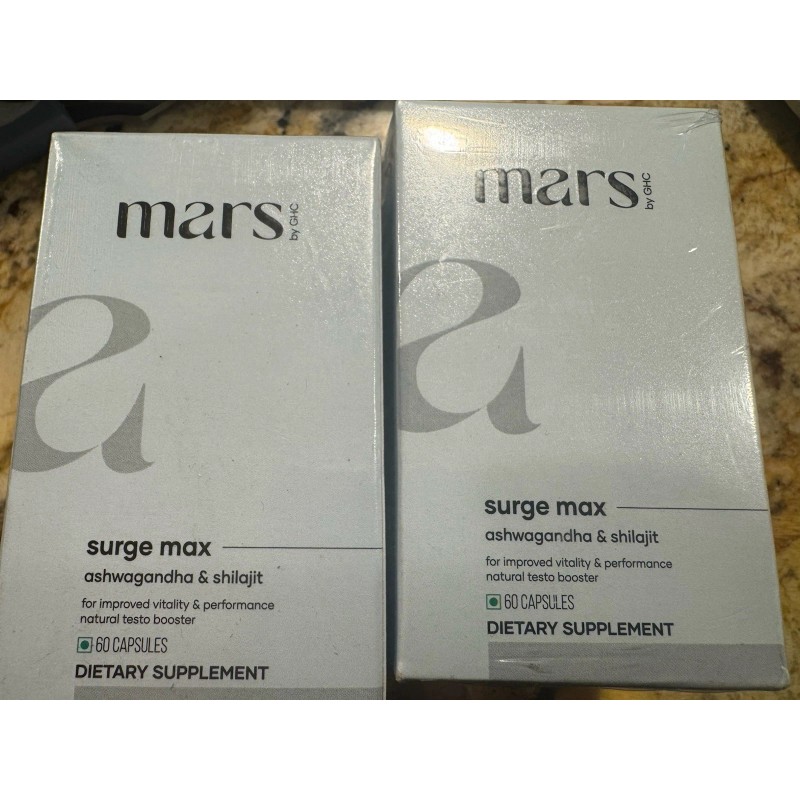 mars
by GHC
a
surge max
ashwagandha & shilajit
for improved vitality & performance
natural testo booster
60 CAPSULES
DIETARY SUPPLEMENT
mars
by GHC
a
surge max
ashwagandha & shilajit
for improved vitality & performance
natural testo booster
60 CAPSULES
DIETARY SUPPLEMENT